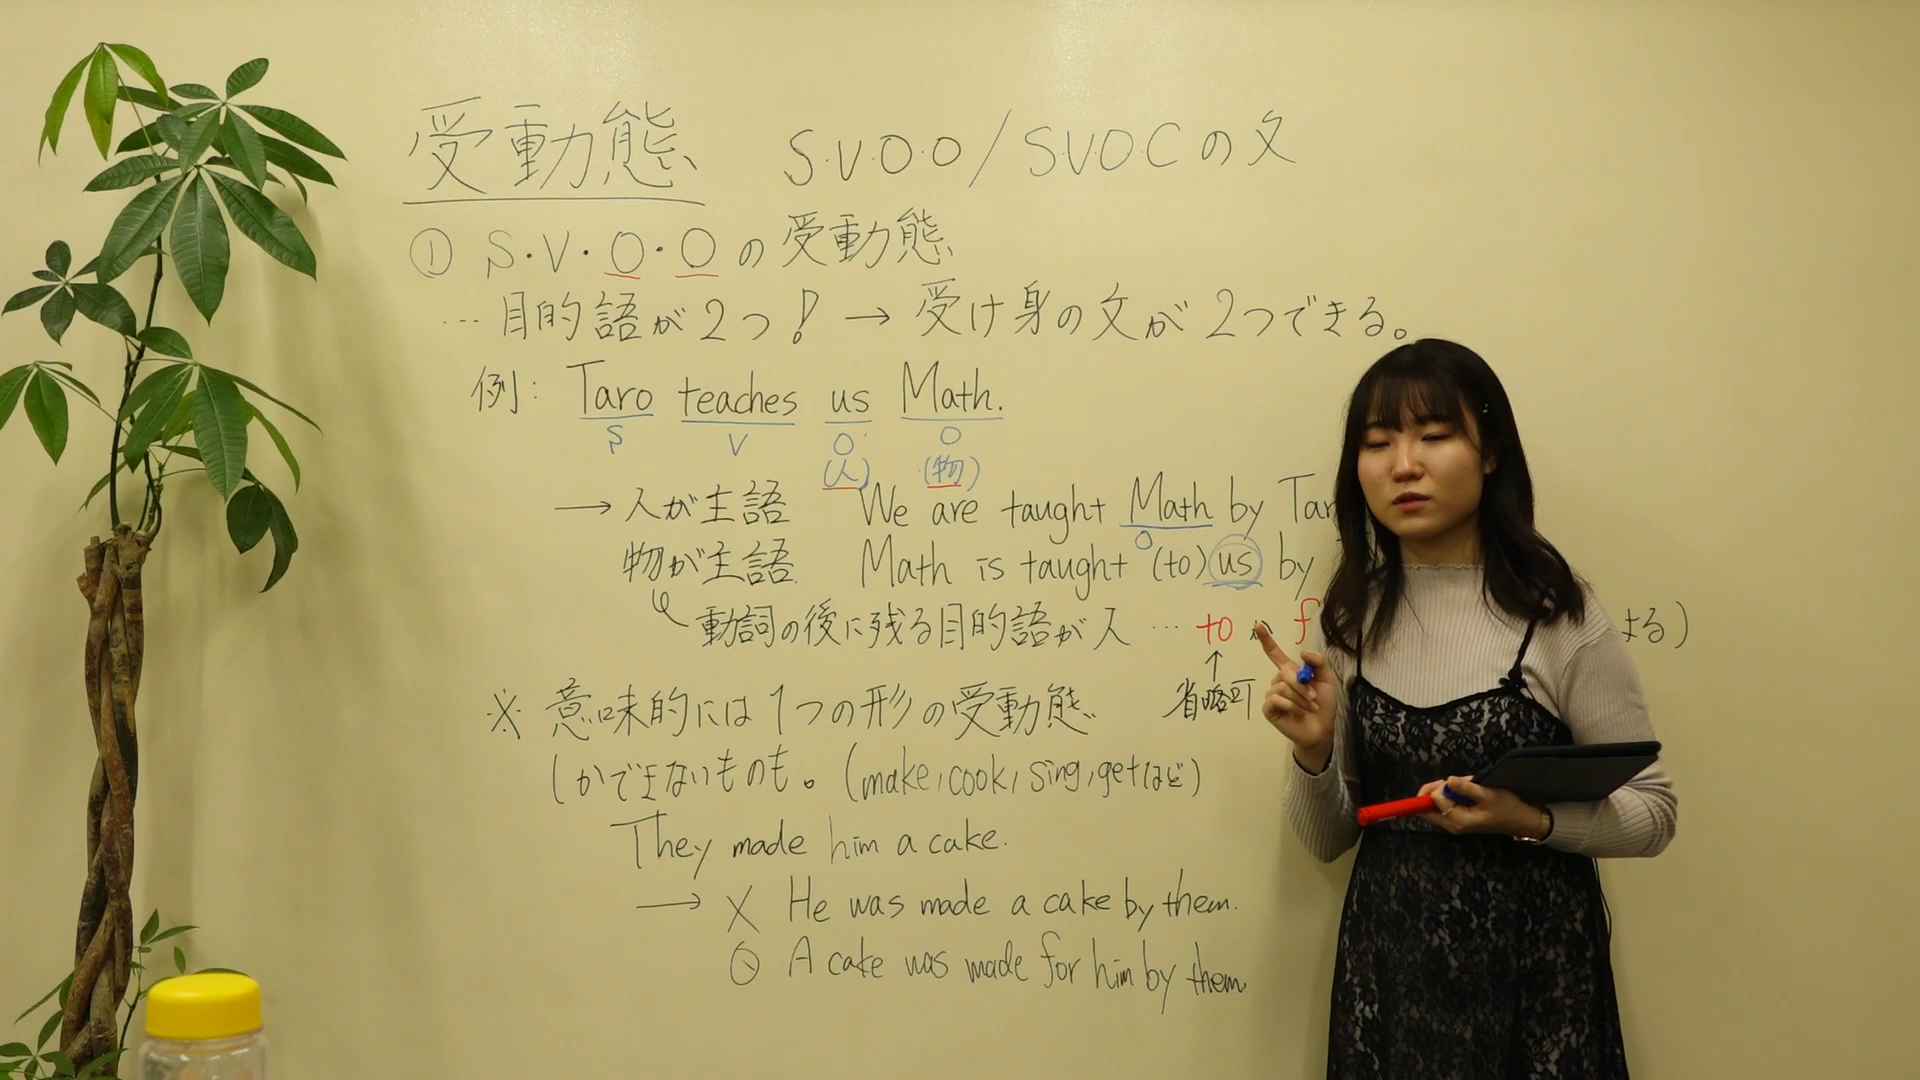 受動態 S・V・O・O/S・V・O・Cの文
① S・V・O・Oの受動態
… 目的語が2つ! → 受け身の文が2つできる。
例: Taro teaches us Math.
S V O O
(人) (物)
→ 人が主語 We are taught Math by Tar
O
物が主語 Math is taught (to) us by
動詞の後に残る目的語が人 … to か f よる)
↑
省略可
※ 意味的には1つの形の受動態
しかできないものも。(make, cook, sing, getなど)
They made him a cake.
→ × He was made a cake by them.
○ A cake was made for him by them